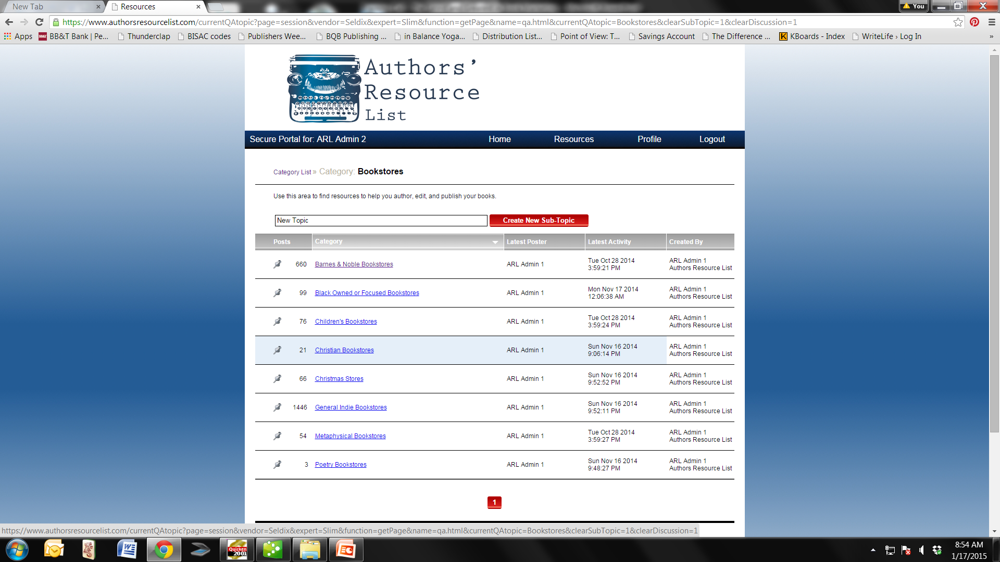 New Tab
Resources
You
https://www.authorsresourcelist.com/currentQAtopic?page=session&vendor=Seldix&expert=Slim&function=getPage&name=qa.html&currentQAtopic=Bookstores&clearSubTopic=1&clearDiscussion=1
Apps BB&T BB&T Bank | Pe... Thunderclap BISAC codes Publishers Wee... BQB Publishing ... in Balance Yoga... Distribution List... Point of View: T... Savings Account The Difference ... K KBoards - Index WriteLife › Log In »
Authors'
Resource
List
Secure Portal for: ARL Admin 2 Home Resources Profile Logout
Category List » Category: Bookstores
Use this area to find resources to help you author, edit, and publish your books.
New Topic Create New Sub-Topic
Posts Category Latest Poster Latest Activity Created By
660 Barnes & Noble Bookstores ARL Admin 1 Tue Oct 28 2014 ARL Admin 1
3:59:21 PM Authors Resource List
99 Black Owned or Focused Bookstores ARL Admin 1 Mon Nov 17 2014 ARL Admin 1
12:06:38 AM Authors Resource List
76 Children's Bookstores ARL Admin 1 Tue Oct 28 2014 ARL Admin 1
3:59:24 PM Authors Resource List
21 Christian Bookstores ARL Admin 1 Sun Nov 16 2014 ARL Admin 1
9:06:14 PM Authors Resource List
66 Christmas Stores ARL Admin 1 Sun Nov 16 2014 ARL Admin 1
9:52:52 PM Authors Resource List
1446 General Indie Bookstores ARL Admin 1 Sun Nov 16 2014 ARL Admin 1
9:52:11 PM Authors Resource List
54 Metaphysical Bookstores ARL Admin 1 Tue Oct 28 2014 ARL Admin 1
3:59:27 PM Authors Resource List
3 Poetry Bookstores ARL Admin 1 Sun Nov 16 2014 ARL Admin 1
9:48:27 PM Authors Resource List
1
https://www.authorsresourcelist.com/currentQAtopic?page=session&vendor=Seldix&expert=Slim&function=getPage&name=qa.html&currentQAtopic=Bookstores&clearSubTopic=1&clearDiscussion=1
Quicken
2001
8:54 AM
1/17/2015